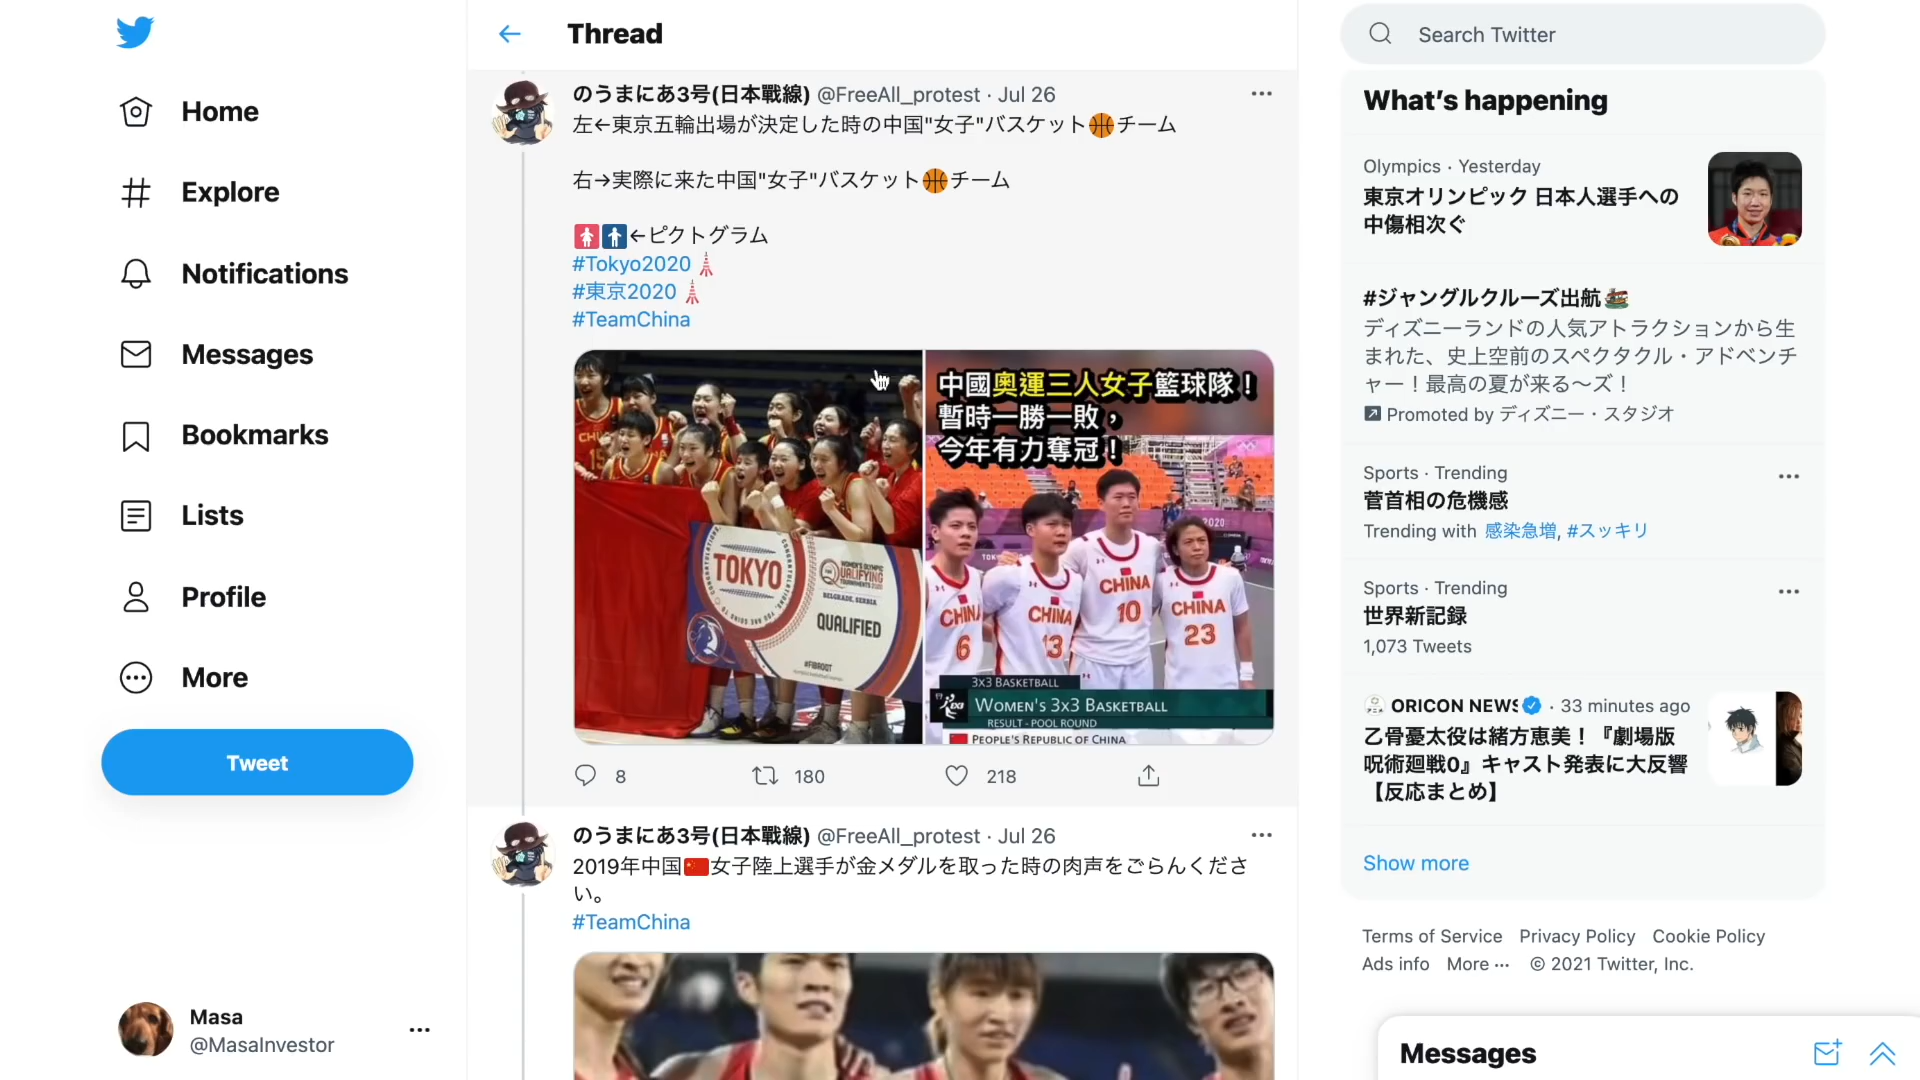 Home
Explore
Notifications
Messages
Bookmarks
Lists
Profile
More
Tweet
Masa
@MasaInvestor
Thread
のうまにあ3号(日本戰線) @FreeAll_protest · Jul 26
左←東京五輪出場が決定した時の中国"女子"バスケット🏀チーム
右→実際に来た中国"女子"バスケット🏀チーム
🚺🚹←ピクトグラム
#Tokyo2020
#東京2020
#TeamChina
TOKYO
WOMEN'S OLYMPIC
QUALIFYING
TOURNAMENTS 2020
BELGRADE, SERBIA
QUALIFIED
中國奧運三人女子籃球隊！
暫時一勝一敗，
今年有力奪冠！
2020
CHINA
6
CHINA
13
CHINA
10
CHINA
23
3X3 BASKETBALL
WOMEN'S 3X3 BASKETBALL
RESULT - POOL ROUND
PEOPLE'S REPUBLIC OF CHINA
8
180
218
のうまにあ3号(日本戰線) @FreeAll_protest · Jul 26
2019年中国🇨🇳女子陸上選手が金メダルを取った時の肉声をごらんくださ
い。
#TeamChina
Search Twitter
What's happening
Olympics · Yesterday
東京オリンピック 日本人選手への
中傷相次ぐ
#ジャングルクルーズ出航
ディズニーランドの人気アトラクションから生
まれた、史上空前のスペクタクル・アドベンチ
ャー！最高の夏が来る〜ズ！
Promoted by ディズニー・スタジオ
Sports · Trending
菅首相の危機感
Trending with 感染急増, #スッキリ
Sports · Trending
世界新記録
1,073 Tweets
ORICON NEWS · 33 minutes ago
乙骨憂太役は緒方恵美！『劇場版
呪術廻戦0』キャスト発表に大反響
【反応まとめ】
Show more
Terms of Service Privacy Policy Cookie Policy
Ads info More ··· © 2021 Twitter, Inc.
Messages